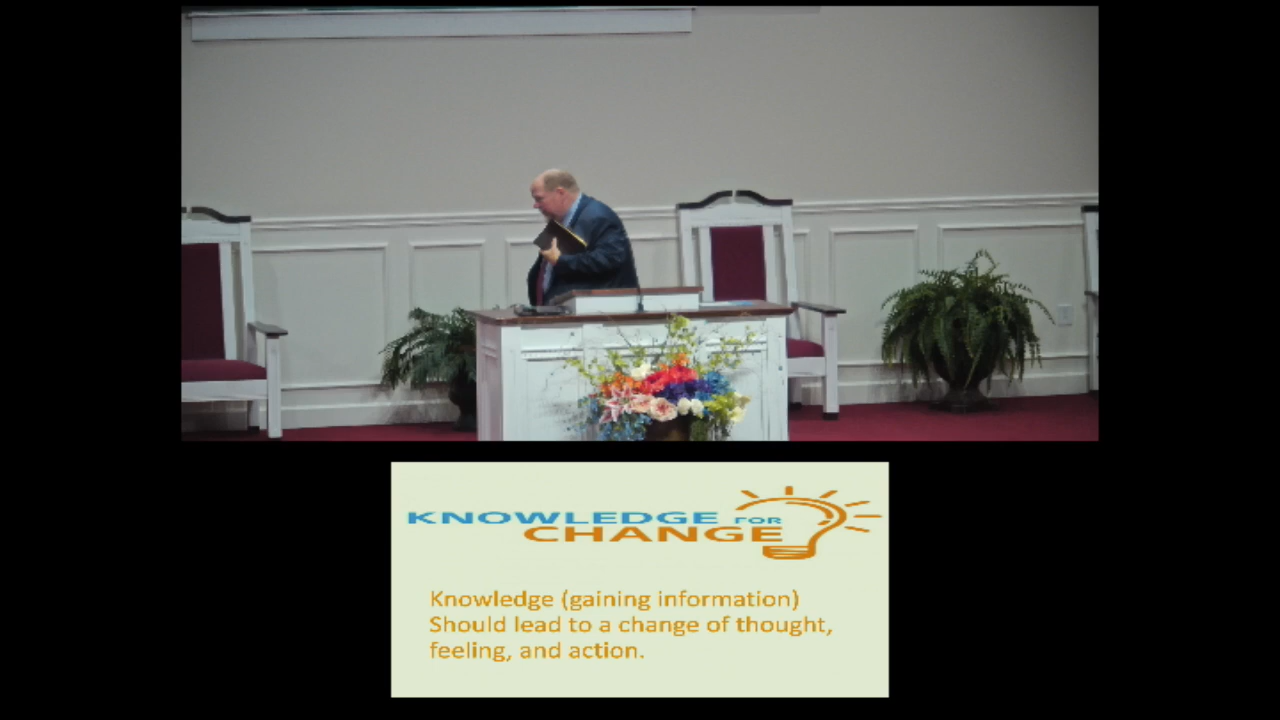 KNOWLEDGE FOR
CHANGE
Knowledge (gaining information)
Should lead to a change of thought,
feeling, and action.